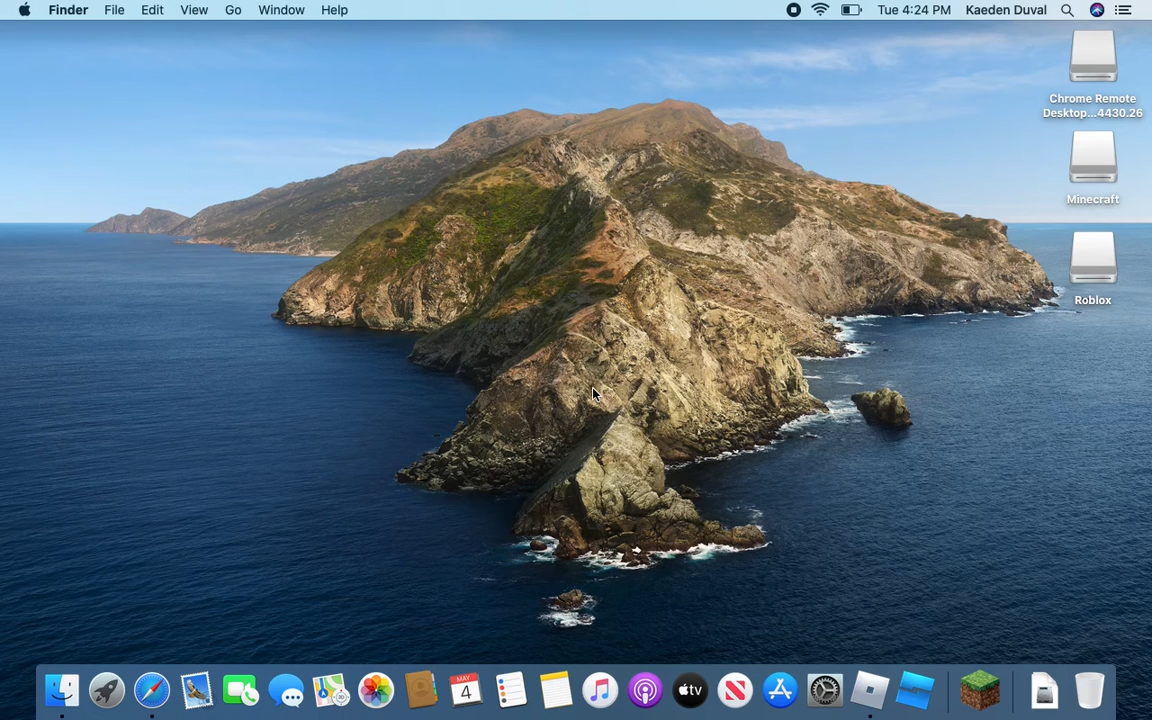 Finder File Edit View Go Window Help Tue 4:24 PM Kaeden Duval
Chrome Remote
Desktop...4430.26
Minecraft
Roblox
MAY
4
tv